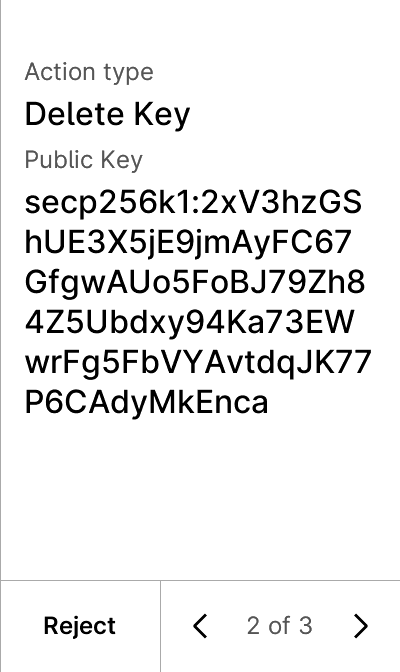 Action type
Delete Key
Public Key
secp256k1:2xV3hzGS
hUE3X5jE9jmAyFC67
GfgwAUo5FoBJ79Zh8
4Z5Ubdxy94Ka73EW
wrFg5FbVYAvtdqJK77
P6CAdyMkEnca
Reject
2 of 3